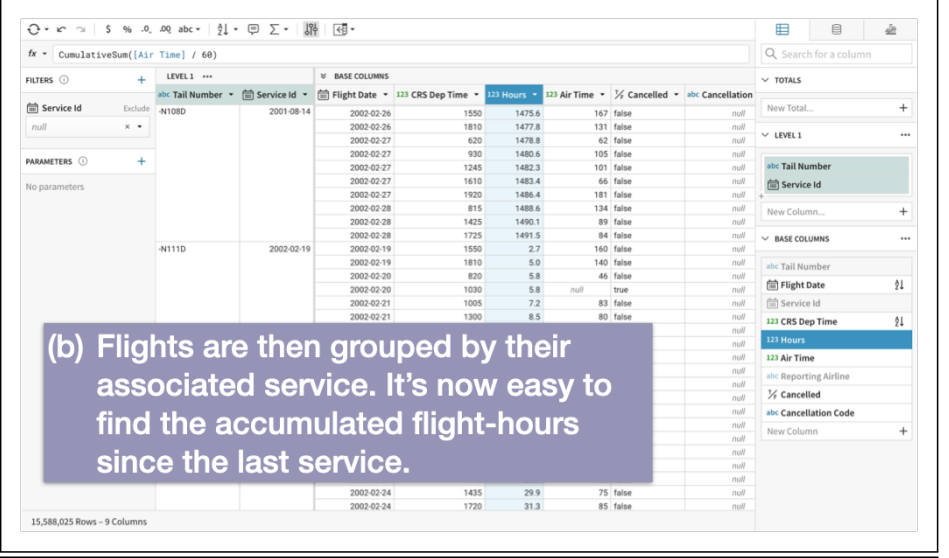 $ % .0 .00 abc Σ
fx CumulativeSum([Air Time] / 60)
FILTERS +
Service Id Exclude
null ×
PARAMETERS +
No parameters
LEVEL 1 ••• BASE COLUMNS
abc Tail Number Service Id Flight Date 123 CRS Dep Time 123 Hours 123 Air Time Cancelled abc Cancellation
-N108D 2001-08-14 2002-02-26 1550 1475.6 167 false null
2002-02-26 1810 1477.8 131 false null
2002-02-27 620 1478.8 62 false null
2002-02-27 930 1480.6 105 false null
2002-02-27 1245 1482.3 101 false null
2002-02-27 1610 1483.4 66 false null
2002-02-27 1920 1486.4 181 false null
2002-02-28 815 1488.6 134 false null
2002-02-28 1425 1490.1 89 false null
2002-02-28 1725 1491.5 84 false null
-N111D 2002-02-19 2002-02-19 1550 2.7 160 false null
2002-02-19 1810 5.0 140 false null
2002-02-20 820 5.8 46 false null
2002-02-20 1030 5.8 null true null
2002-02-21 1005 7.2 83 false null
2002-02-21 1300 8.5 80 false null
null
null
null
null
null
null
null
null
null
null
null
null
2002-02-24 1435 29.9 75 false null
2002-02-24 1720 31.3 85 false null
(b) Flights are then grouped by their
associated service. It's now easy to
find the accumulated flight-hours
since the last service.
15,588,025 Rows – 9 Columns
Search for a column
TOTALS
New Total... +
LEVEL 1 •••
abc Tail Number
Service Id
New Column... +
BASE COLUMNS •••
abc Tail Number
Flight Date
Service Id
123 CRS Dep Time
123 Hours
123 Air Time
abc Reporting Airline
Cancelled
abc Cancellation Code
New Column +